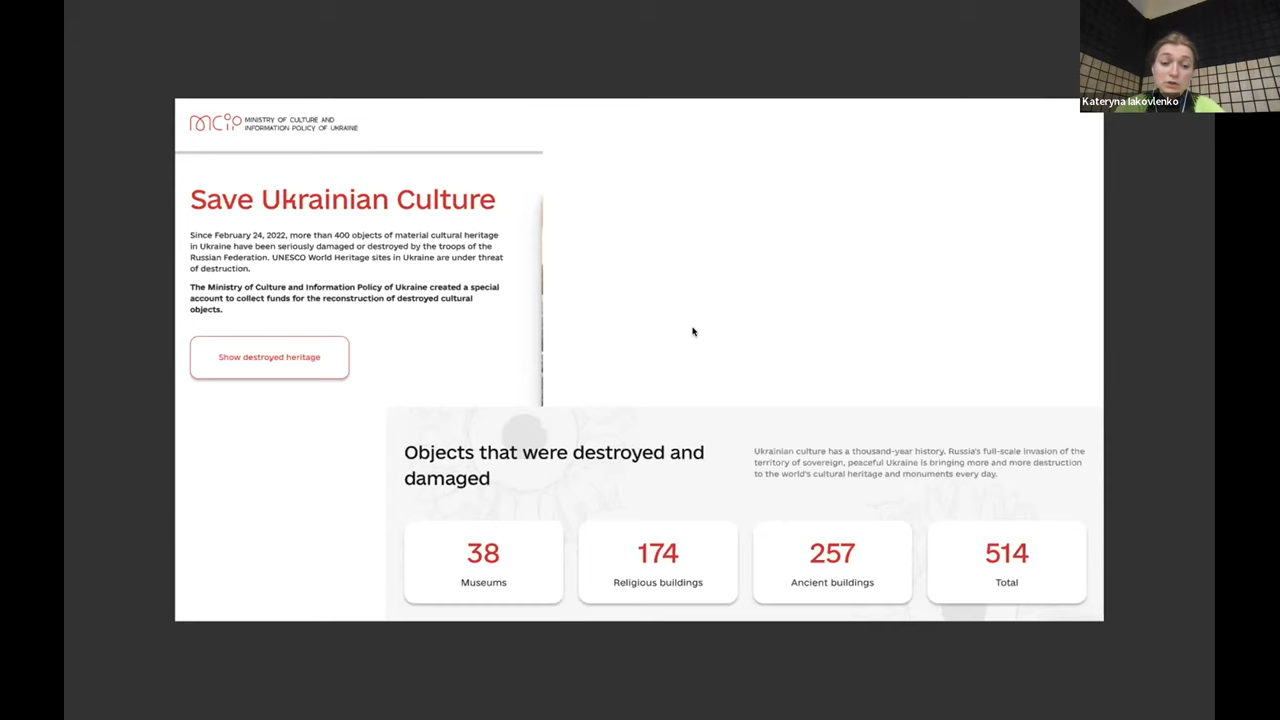 Kateryna Iakovlenko
mcip MINISTRY OF CULTURE AND
INFORMATION POLICY OF UKRAINE
Save Ukrainian Culture
Since February 24, 2022, more than 400 objects of material cultural heritage
in Ukraine have been seriously damaged or destroyed by the troops of the
Russian Federation. UNESCO World Heritage sites in Ukraine are under threat
of destruction.
The Ministry of Culture and Information Policy of Ukraine created a special
account to collect funds for the reconstruction of destroyed cultural
objects.
Show destroyed heritage
Objects that were destroyed and
damaged
Ukrainian culture has a thousand-year history. Russia's full-scale invasion of the
territory of sovereign, peaceful Ukraine is bringing more and more destruction
to the world's cultural heritage and monuments every day.
38
Museums
174
Religious buildings
257
Ancient buildings
514
Total